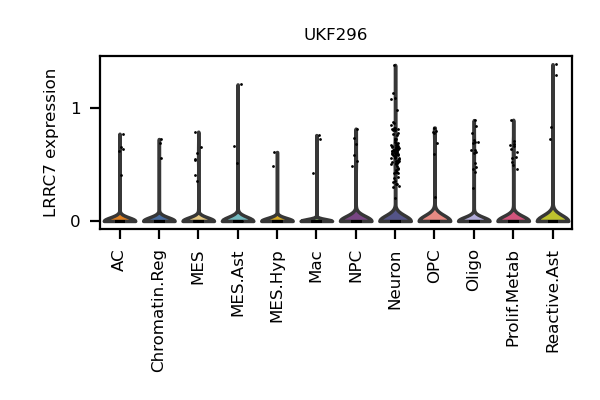 UKF296
LRRC7 expression
1
0
AC
Chromatin.Reg
MES
MES.Ast
MES.Hyp
Mac
NPC
Neuron
OPC
Oligo
Prolif.Metab
Reactive.Ast